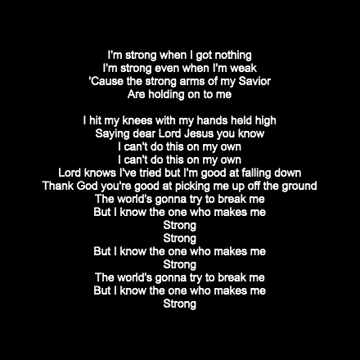 I'm strong when I got nothing
I'm strong even when I'm weak
'Cause the strong arms of my Savior
Are holding on to me

I hit my knees with my hands held high
Saying dear Lord Jesus you know
I can't do this on my own
I can't do this on my own
Lord knows I've tried but I'm good at falling down
Thank God you're good at picking me up off the ground
The world's gonna try to break me
But I know the one who makes me
Strong
Strong
But I know the one who makes me
Strong
The world's gonna try to break me
But I know the one who makes me
Strong